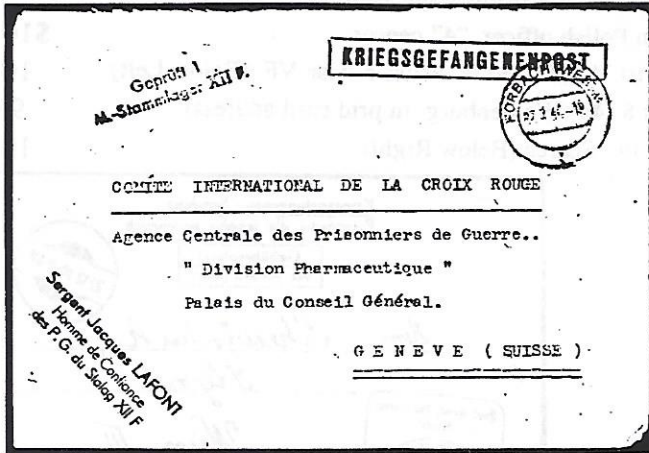 Geprüft
M.-Stammlager XII F.
KRIEGSGEFANGENENPOST
FORBACH
COMITE INTERNATIONAL DE LA CROIX ROUGE
Agence Centrale des Prisonniers de Guerre..
" Division Pharmaceutique "
Palais du Conseil Général.
G E N E V E ( SUISSE )
Sergent Jacques LAFONT
Homme de Confiance
des P. G. du Stalag XII F